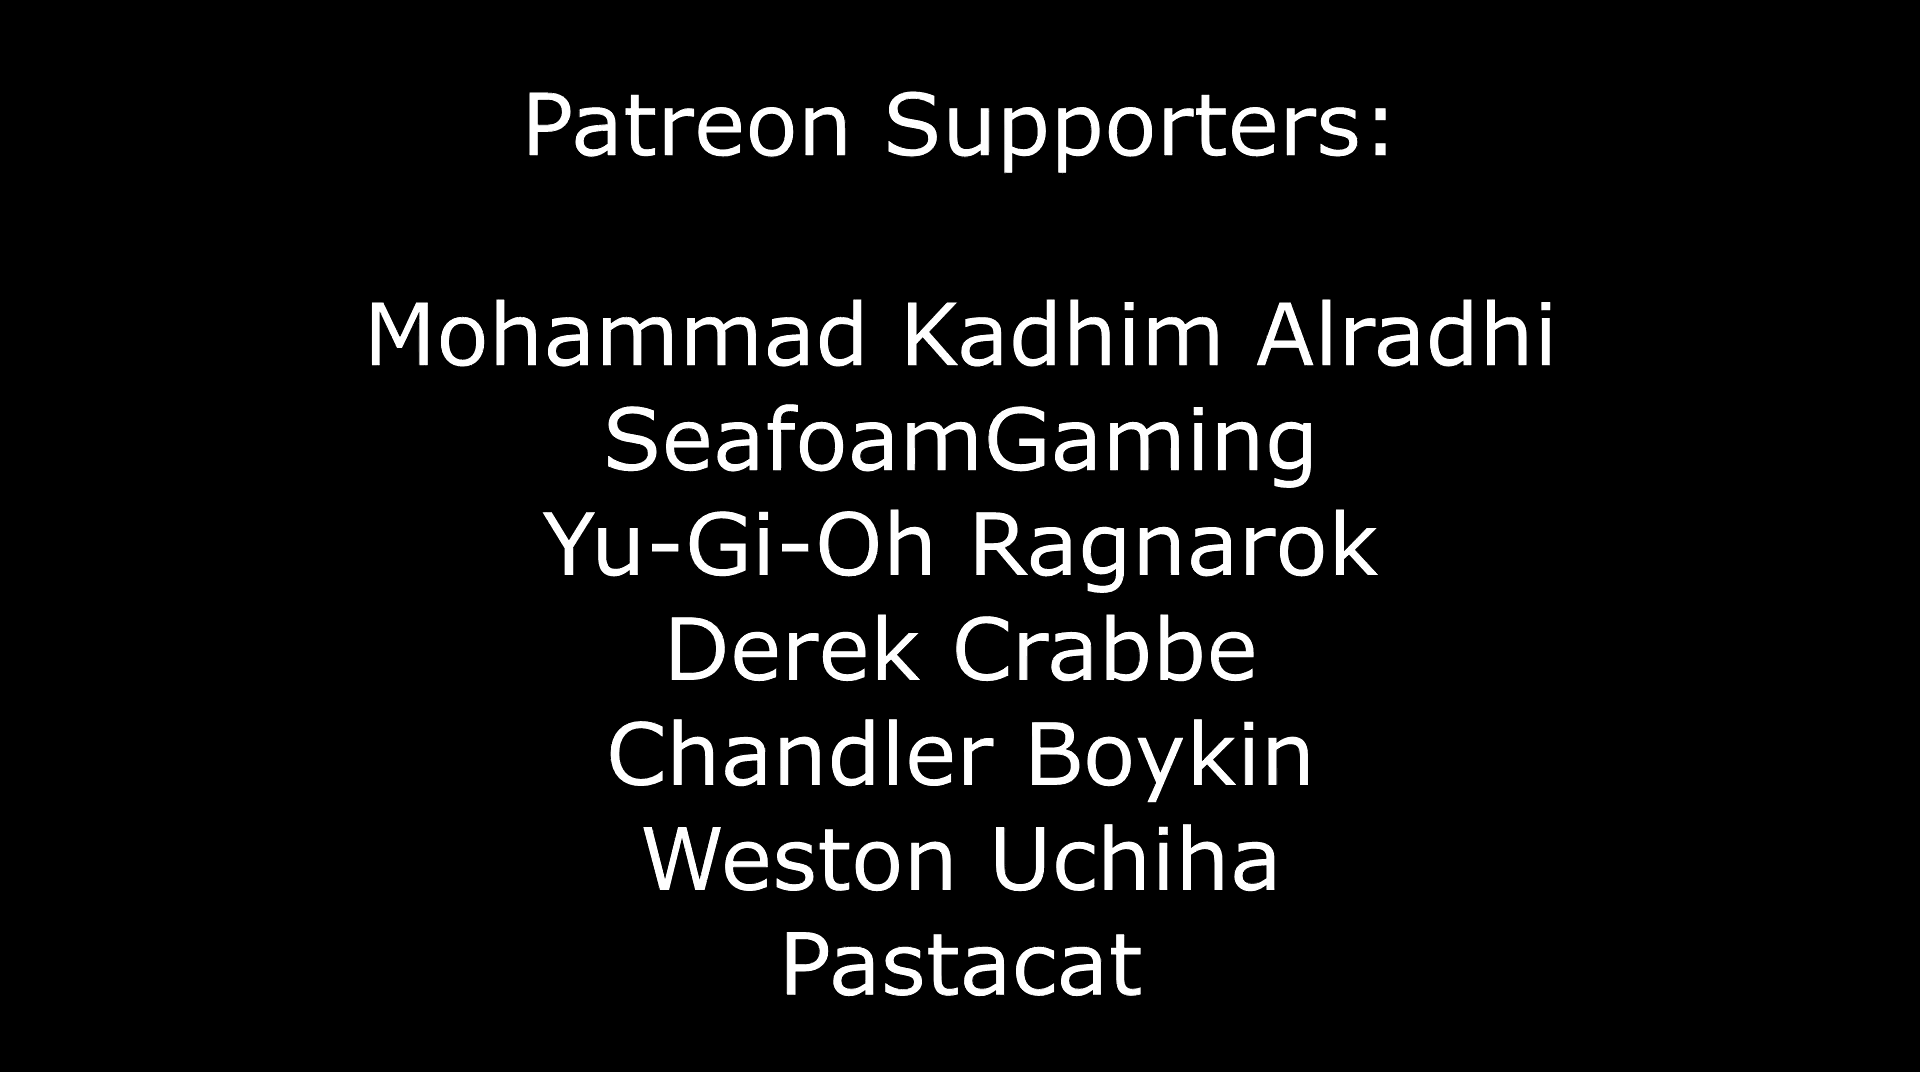 Patreon Supporters:
Mohammad Kadhim Alradhi
SeafoamGaming
Yu-Gi-Oh Ragnarok
Derek Crabbe
Chandler Boykin
Weston Uchiha
Pastacat